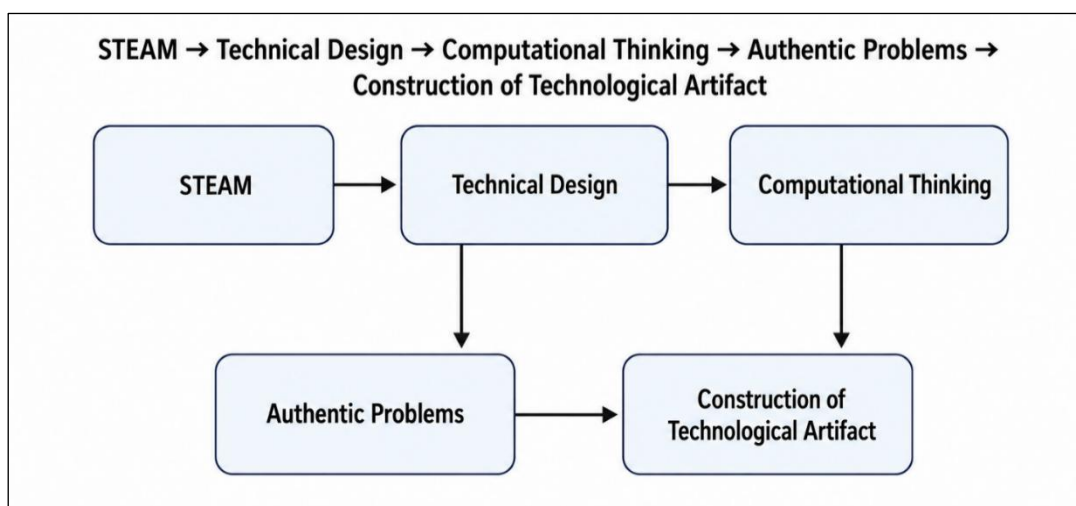 STEAM → Technical Design → Computational Thinking → Authentic Problems →
Construction of Technological Artifact
STEAM
Technical Design
Computational Thinking
Authentic Problems
Construction of
Technological Artifact